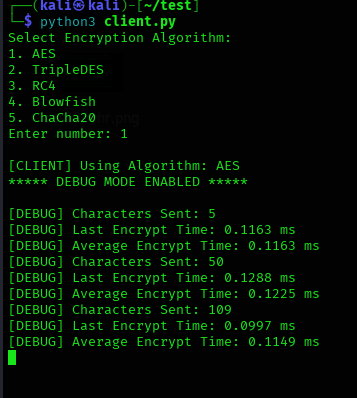 ┌──(kali㉿kali)-[~/test]
└─$ python3 client.py
Select Encryption Algorithm:
1. AES
2. TripleDES
3. RC4
4. Blowfish
5. ChaCha20
Enter number: 1
[CLIENT] Using Algorithm: AES
***** DEBUG MODE ENABLED *****
[DEBUG] Characters Sent: 5
[DEBUG] Last Encrypt Time: 0.1163 ms
[DEBUG] Average Encrypt Time: 0.1163 ms
[DEBUG] Characters Sent: 50
[DEBUG] Last Encrypt Time: 0.1288 ms
[DEBUG] Average Encrypt Time: 0.1225 ms
[DEBUG] Characters Sent: 109
[DEBUG] Last Encrypt Time: 0.0997 ms
[DEBUG] Average Encrypt Time: 0.1149 ms